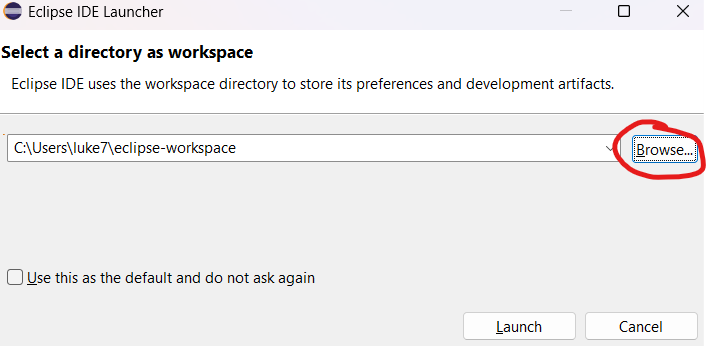 Eclipse IDE Launcher
Select a directory as workspace
Eclipse IDE uses the workspace directory to store its preferences and development artifacts.
C:\Users\luke7\eclipse-workspace
Browse...
Use this as the default and do not ask again
Launch
Cancel